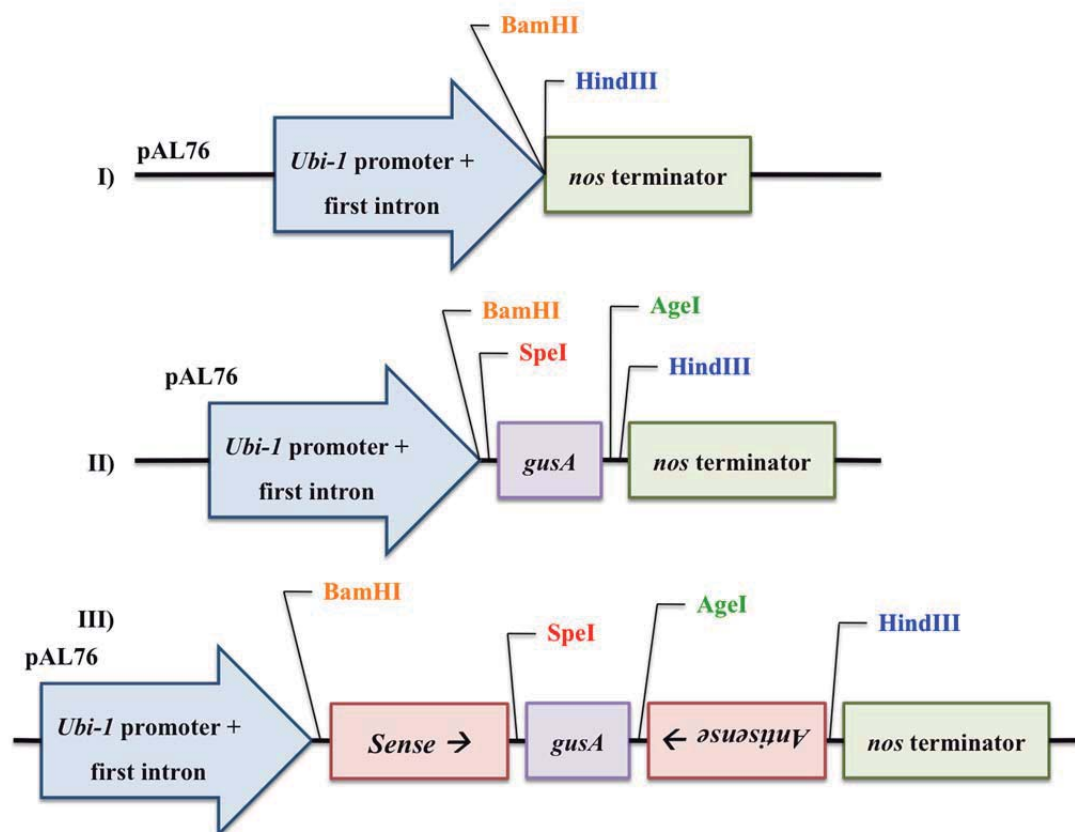 BamHI
HindIII
pAL76
I)
Ubi-1 promoter +
first intron
nos terminator
BamHI
AgeI
SpeI
HindIII
pAL76
II)
Ubi-1 promoter +
first intron
gusA
nos terminator
BamHI
AgeI
HindIII
III)
SpeI
pAL76
Ubi-1 promoter +
first intron
Sense →
gusA
Antisense →
nos terminator